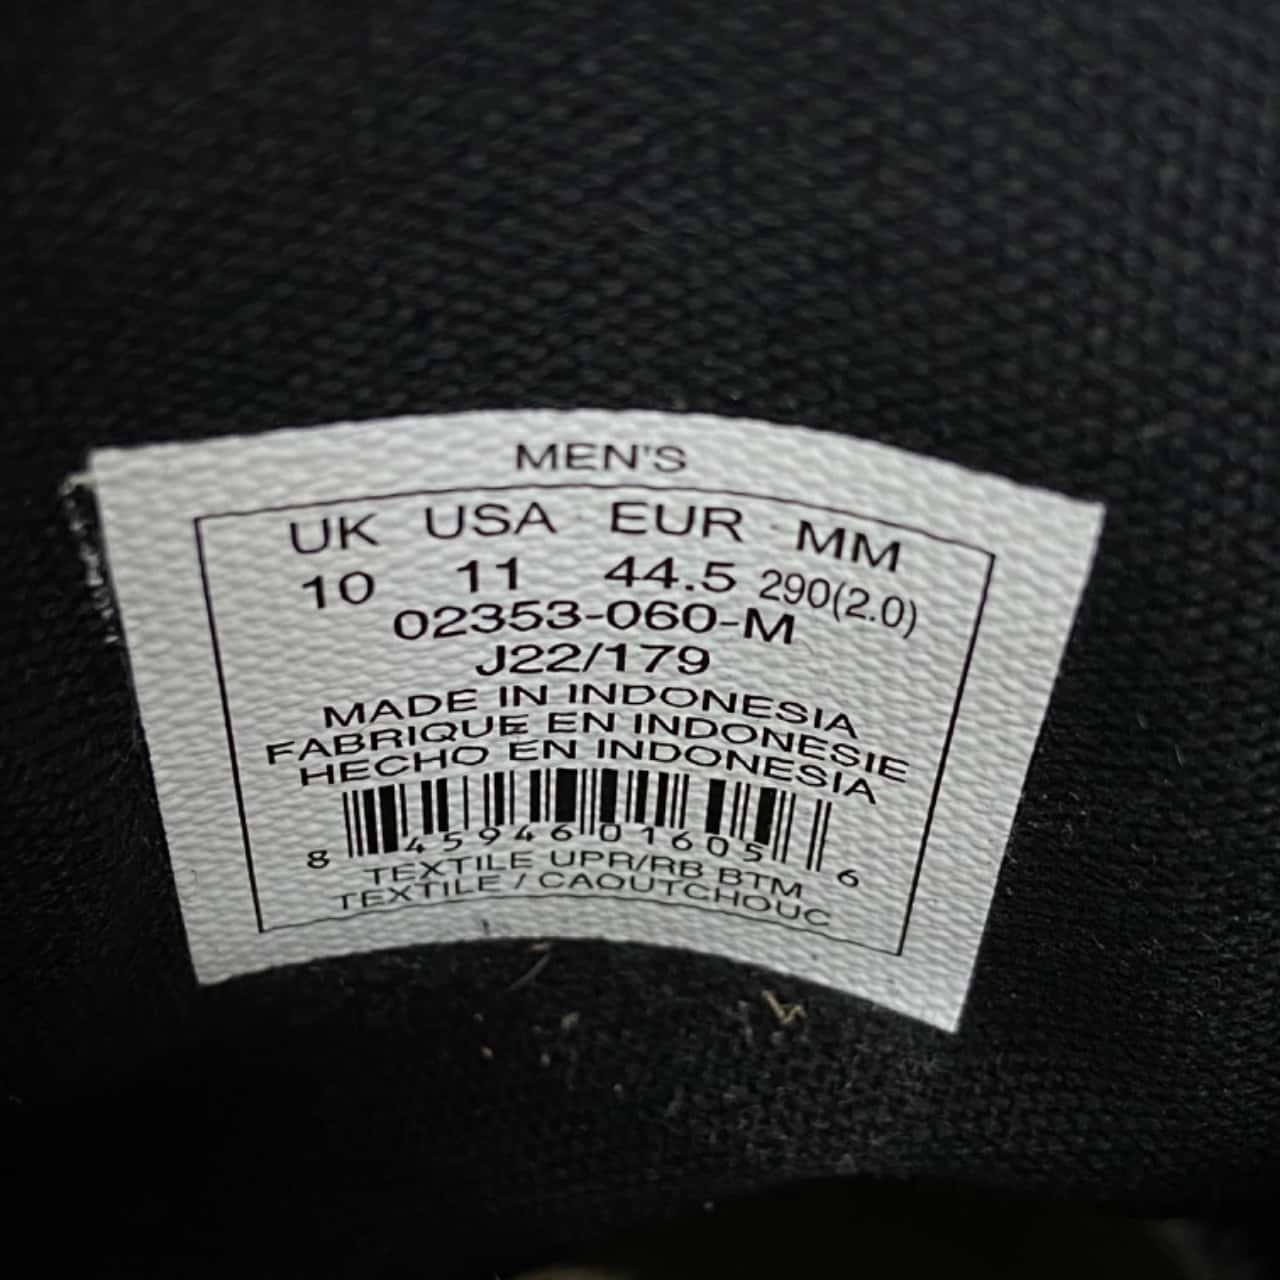 MEN'S
UK USA EUR MM
10 11 44.5 290(2.0)
02353-060-M
J22/179
MADE IN INDONESIA
FABRIQUE EN INDONESIE
HECHO EN INDONESIA
8 45946 01605 6
TEXTILE UPR/RB BTM
TEXTILE / CAOUTCHOUC